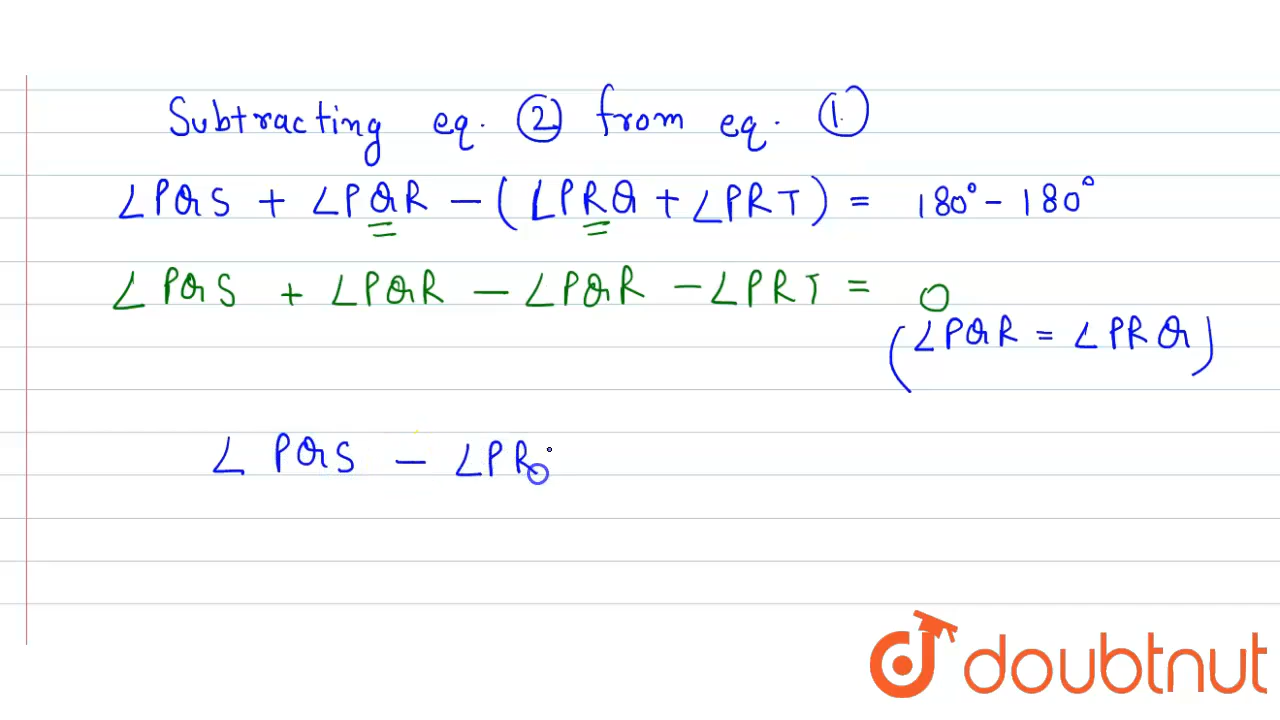 Subtracting eq. ② from eq. ①
∠PQS + ∠PQR – (∠PRQ + ∠PRT) = 180° – 180°
∠PQS + ∠PQR – ∠PQR – ∠PRT = 0
(∠PQR = ∠PRQ)
∠PQS – ∠PR
doubtnut